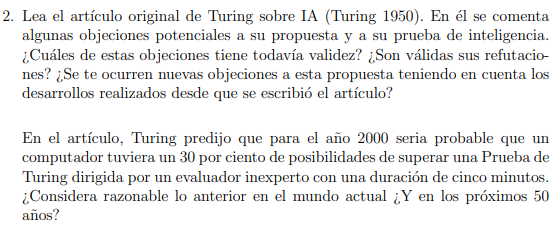 2. Lea el artículo original de Turing sobre IA (Turing 1950). En él se comenta
algunas objeciones potenciales a su propuesta y a su prueba de inteligencia.
¿Cuáles de estas objeciones tiene todavía validez? ¿Son válidas sus refutacio-
nes? ¿Se te ocurren nuevas objeciones a esta propuesta teniendo en cuenta los
desarrollos realizados desde que se escribió el artículo?
En el artículo, Turing predijo que para el año 2000 seria probable que un
computador tuviera un 30 por ciento de posibilidades de superar una Prueba de
Turing dirigida por un evaluador inexperto con una duración de cinco minutos.
¿Considera razonable lo anterior en el mundo actual ¿Y en los próximos 50
años?